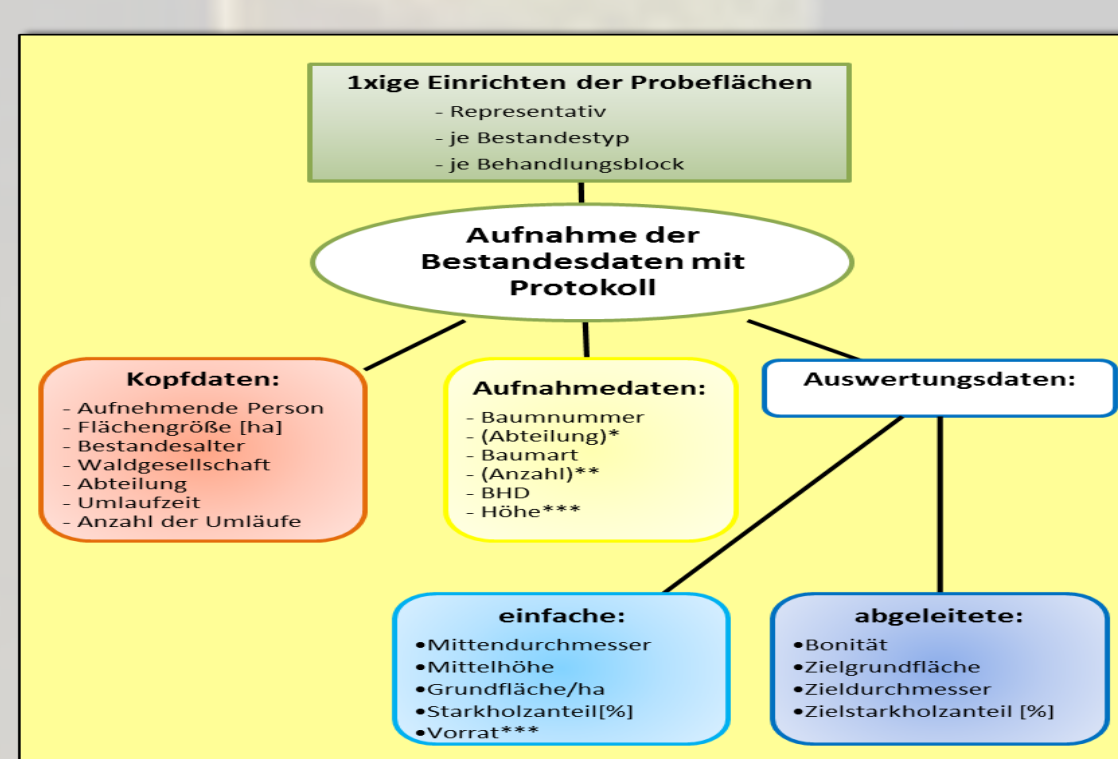 1xige Einrichten der Probeflächen
- Representativ
- je Bestandestyp
- je Behandlungsblock
Aufnahme der
Bestandesdaten mit
Protokoll
Kopfdaten:
- Aufnehmende Person
- Flächengröße [ha]
- Bestandesalter
- Waldgesellschaft
- Abteilung
- Umlaufzeit
- Anzahl der Umläufe
Aufnahmedaten:
- Baumnummer
- (Abteilung)*
- Baumart
- (Anzahl)**
- BHD
- Höhe***
Auswertungsdaten:
einfache:
•Mittendurchmesser
•Mittelhöhe
•Grundfläche/ha
•Starkholzanteil[%]
•Vorrat***
abgeleitete:
•Bonität
•Zielgrundfläche
•Zieldurchmesser
•Zielstarkholzanteil [%]